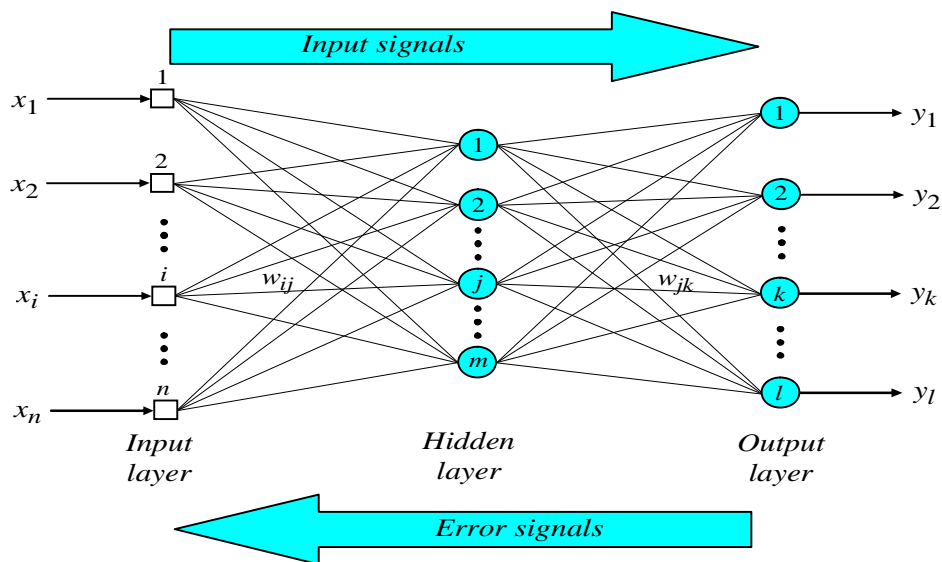 Input signals
1
x1
1
y1
1
2
x2
2
y2
2
i
wij
wjk
xi
j
k
yk
m
n
xn
l
yl
Input layer
Hidden layer
Output layer
Error signals